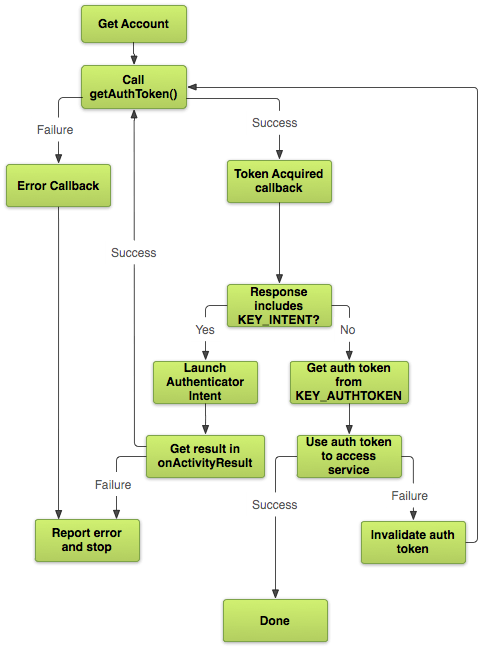 Get Account
Call
getAuthToken()
Failure
Success
Error Callback
Token Acquired
callback
Success
Response
includes
KEY_INTENT?
Yes
No
Launch
Authenticator
Intent
Get auth token
from
KEY_AUTHTOKEN
Get result in
onActivityResult
Use auth token
to access
service
Failure
Success
Failure
Report error
and stop
Invalidate auth
token
Done